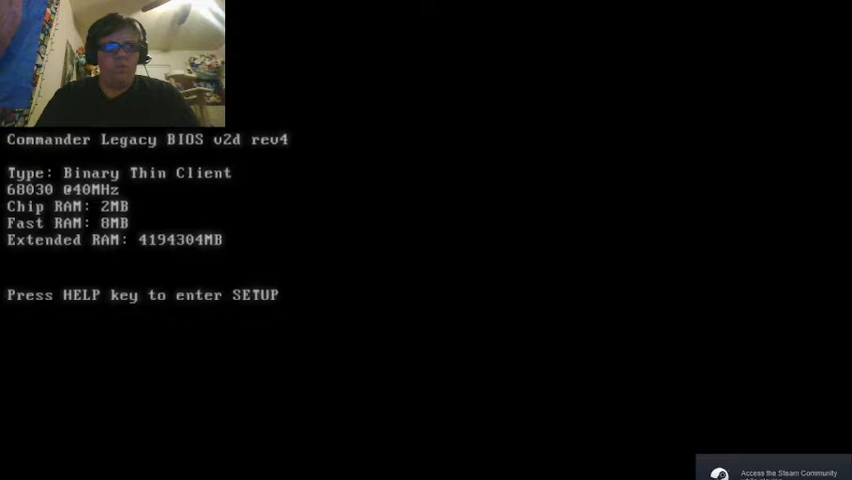 Commander Legacy BIOS v2d rev4
Type: Binary Thin Client
68030 @40MHz
Chip RAM: 2MB
Fast RAM: 8MB
Extended RAM: 4194304MB
Press HELP key to enter SETUP
Access the Steam Community